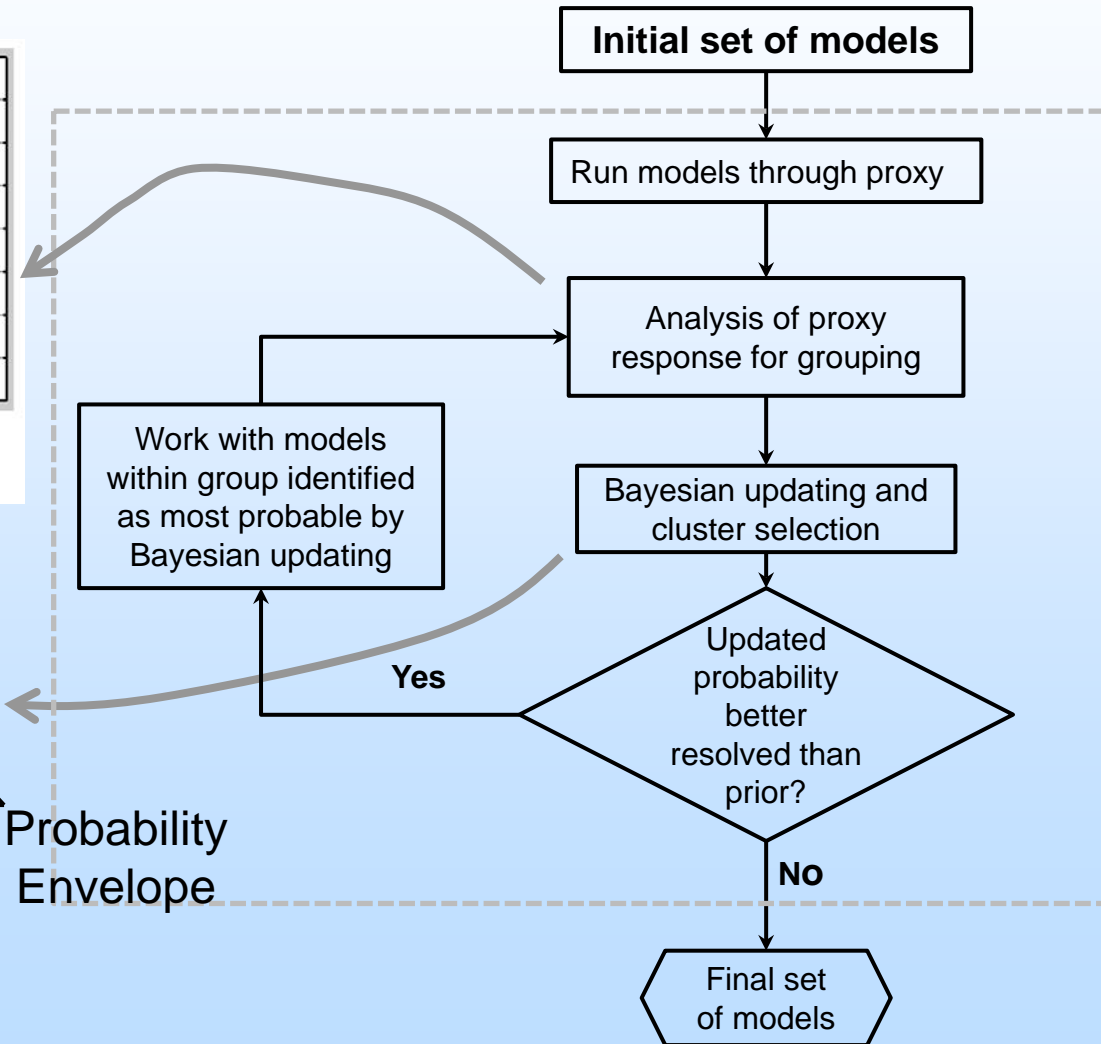 Initial set of models
Run models through proxy
Analysis of proxy
response for grouping
Work with models
within group identified
as most probable by
Bayesian updating
Bayesian updating and
cluster selection
Updated
probability
better
resolved than
prior?
Yes
No
Probability
Envelope
Final set
of models